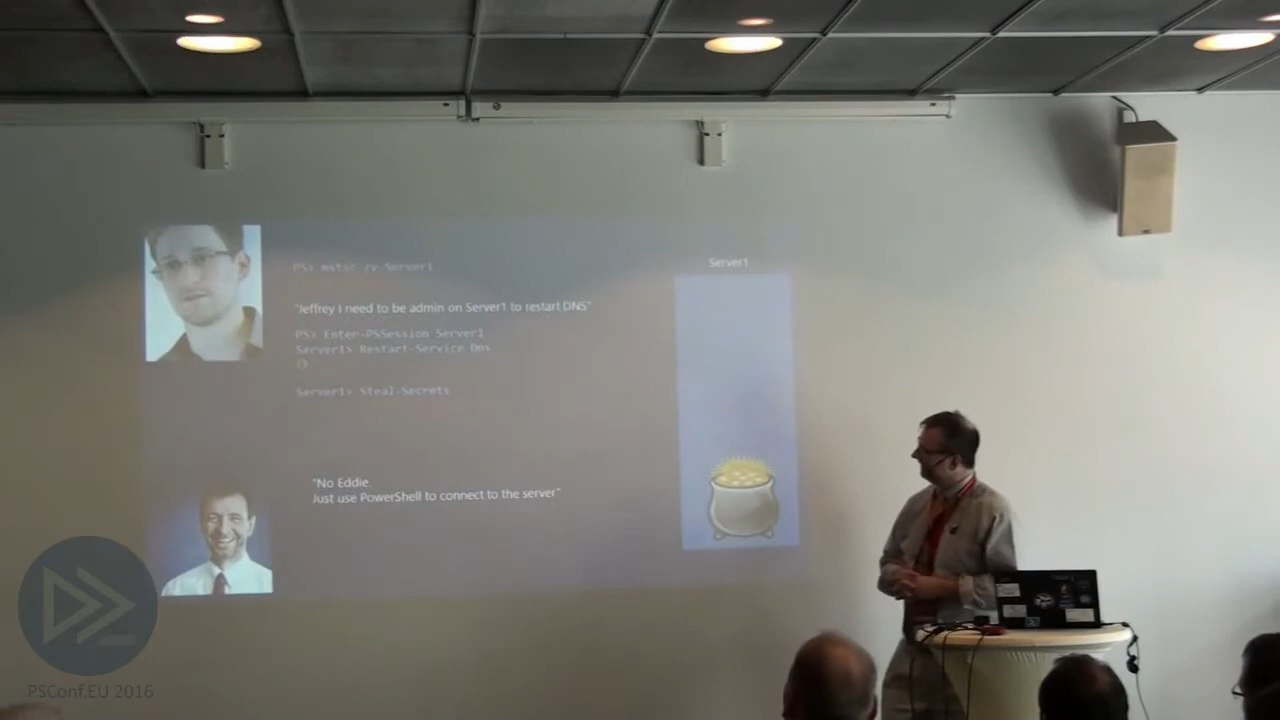 PS> mstsc /v Server1
Server1
"Jeffrey I need to be admin on Server1 to restart DNS"
PS> Enter-PSSession Server1
Server1> Restart-Service Dns
Server1> Steal-Secrets
"No Eddie.
Just use PowerShell to connect to the server"
PSConf.EU 2016